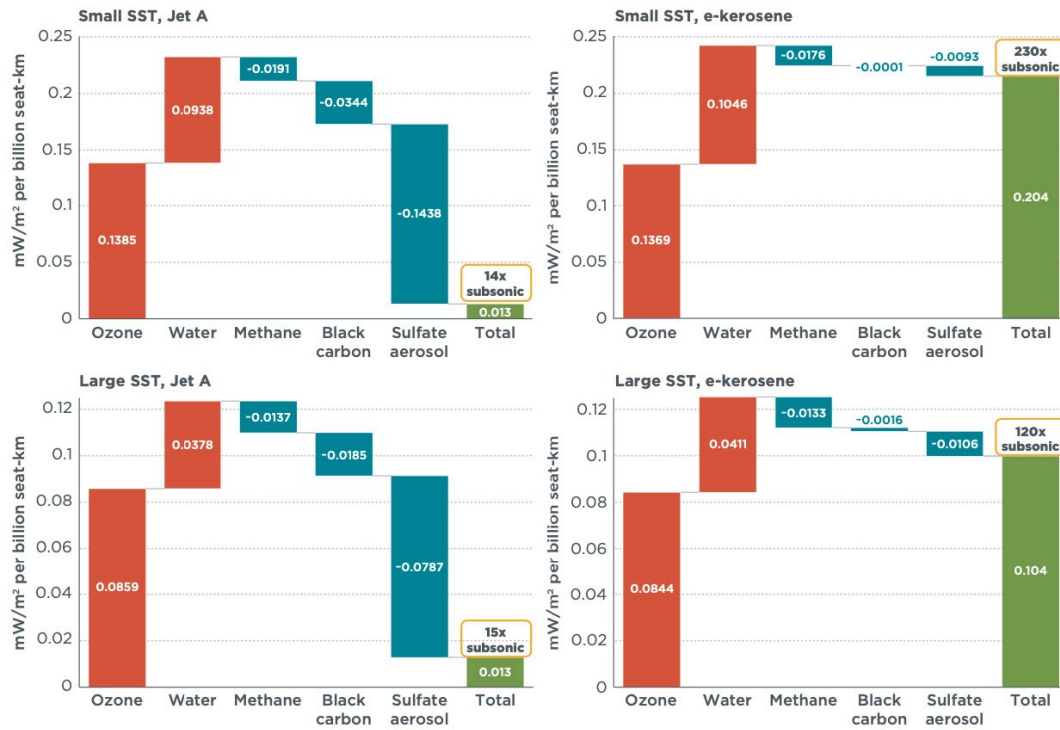 Small SST, Jet A
mW/m² per billion seat-km
0.25
0.2
0.15
0.1
0.05
0
0.1385
0.0938
-0.0191
-0.0344
-0.1438
14x
subsonic
0.013
Ozone
Water
Methane
Black
carbon
Sulfate
aerosol
Total
Small SST, e-kerosene
mW/m² per billion seat-km
0.25
0.2
0.15
0.1
0.05
0
0.1369
0.1046
-0.0176
-0.0001
-0.0093
230x
subsonic
0.204
Ozone
Water
Methane
Black
carbon
Sulfate
aerosol
Total
Large SST, Jet A
mW/m² per billion seat-km
0.12
0.1
0.08
0.06
0.04
0.02
0
0.0859
0.0378
-0.0137
-0.0185
-0.0787
15x
subsonic
0.013
Ozone
Water
Methane
Black
carbon
Sulfate
aerosol
Total
Large SST, e-kerosene
mW/m² per billion seat-km
0.12
0.1
0.08
0.06
0.04
0.02
0
0.0844
0.0411
-0.0133
-0.0016
-0.0106
120x
subsonic
0.104
Ozone
Water
Methane
Black
carbon
Sulfate
aerosol
Total